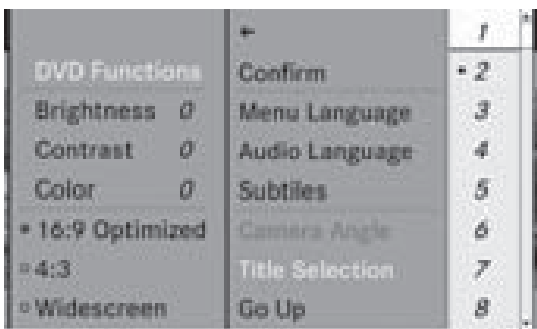 DVD Functions
Brightness 0
Contrast 0
Color 0
16:9 Optimized
4:3
Widescreen
←
Confirm
Menu Language
Audio Language
Subtiles
Camera Angle
Title Selection
Go Up
1
• 2
3
4
5
6
7
8